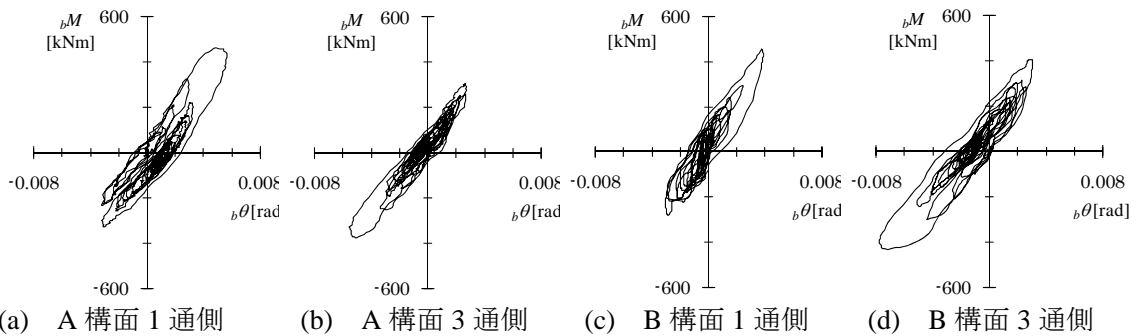 600
bM
[kNm]
-0.008
0.008
bθ[rad
-600
(a) A 構面 1 通側
600
bM
[kNm]
-0.008
0.008
bθ[rad
-600
(b) A 構面 3 通側
600
bM
[kNm]
-0.008
0.008
bθ[rad
-600
(c) B 構面 1 通側
600
bM
[kNm]
-0.008
0.008
bθ[rad]
-600
(d) B 構面 3 通側